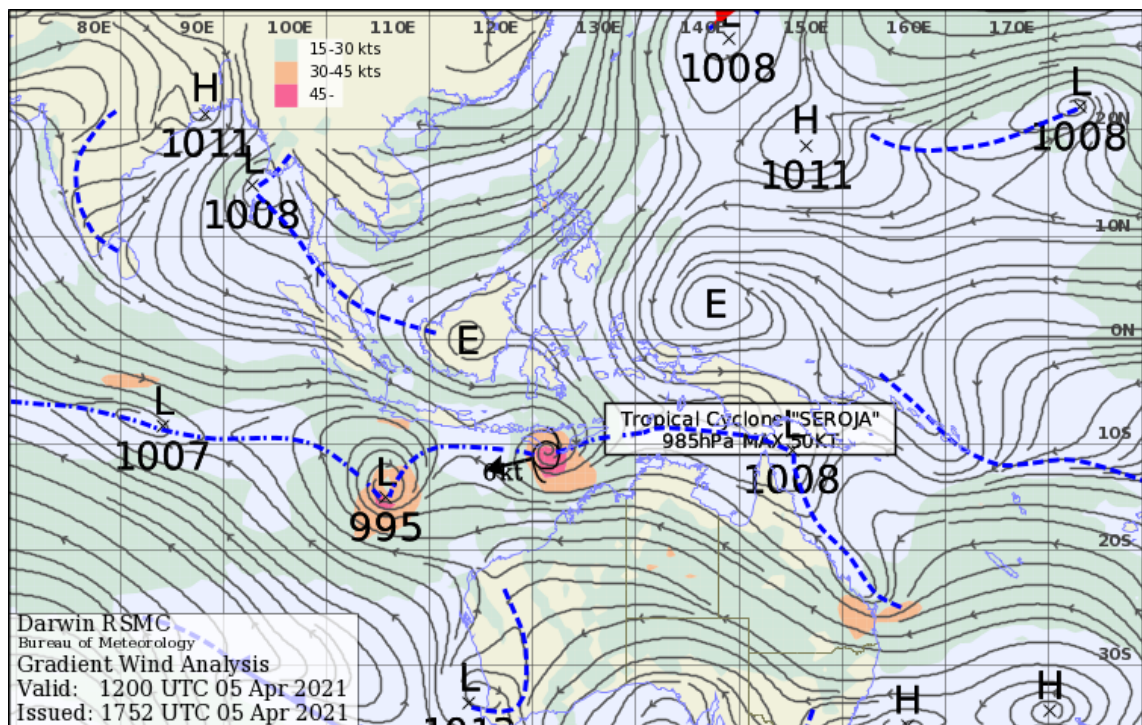 80E 90E 100E 110E 120E 130E 140E 150E 160E 170E
15-30 kts
30-45 kts
45-
L
1008
H
1011
H
1011
L
1008
20N
L
1008
10N
E
E
0N
L
1007
Tropical Cyclone "SEROJA"
985hPa MAX 50KT
10S
L
1008
6kt
L
995
20S
30S
L
1012
H
H
Darwin RSMC
Bureau of Meteorology
Gradient Wind Analysis
Valid: 1200 UTC 05 Apr 2021
Issued: 1752 UTC 05 Apr 2021